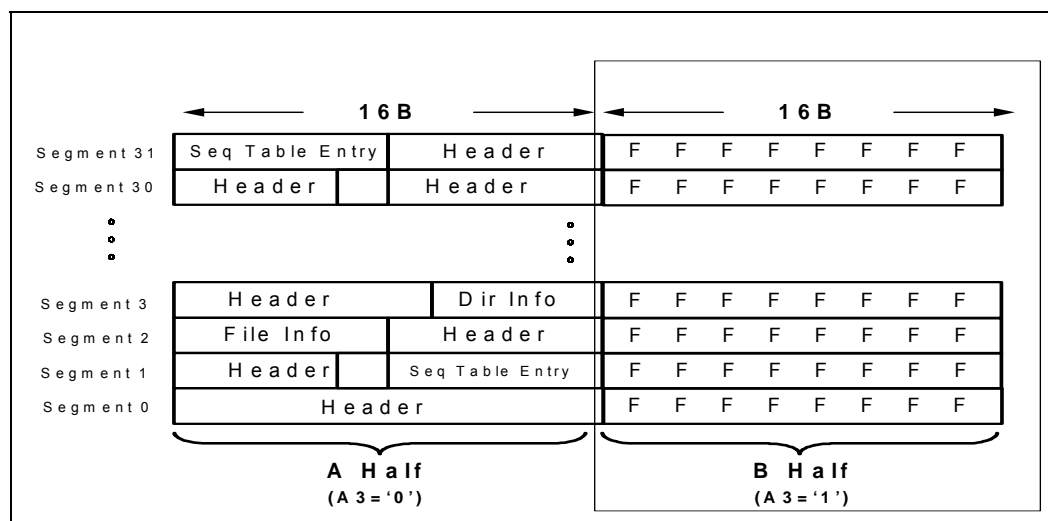 16B 16B
Segment 31 Seq Table Entry Header F F F F F F F F
Segment 30 Header Header F F F F F F F F
Segment 3 Header Dir Info F F F F F F F F
Segment 2 File Info Header F F F F F F F F
Segment 1 Header Seq Table Entry F F F F F F F F
Segment 0 Header F F F F F F F F
A Half B Half
(A3=‘0’) (A3=‘1’)